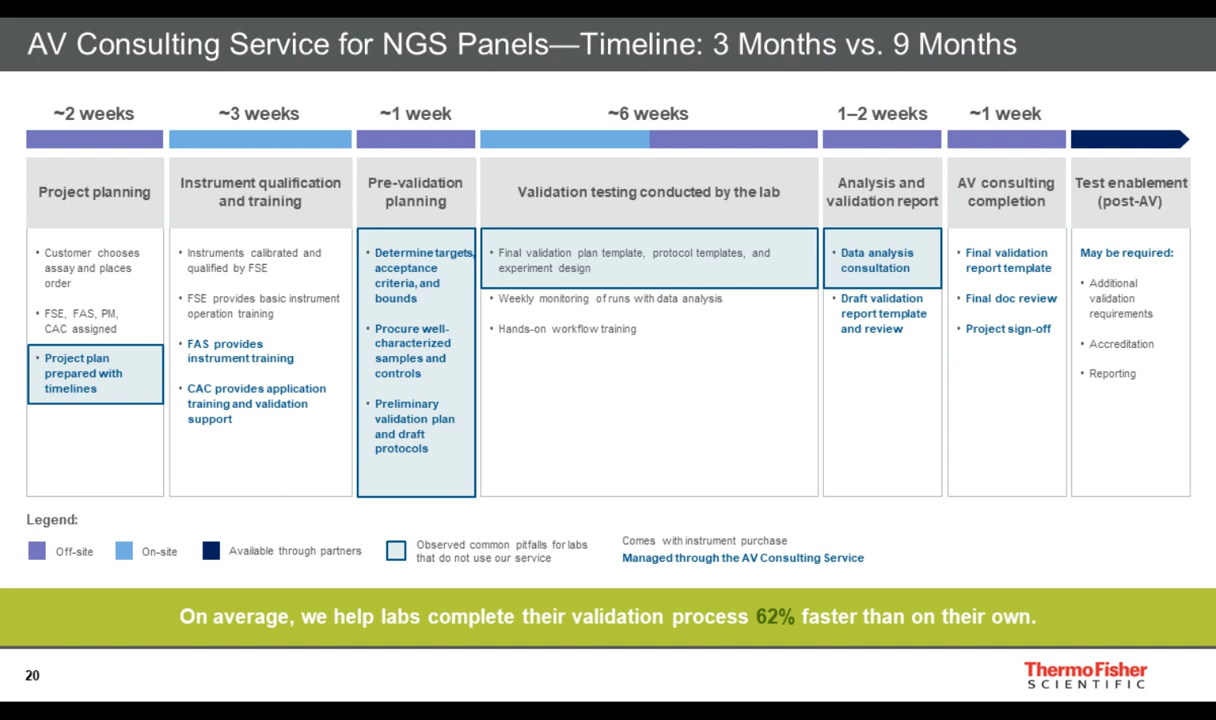 AV Consulting Service for NGS Panels—Timeline: 3 Months vs. 9 Months
~2 weeks
~3 weeks
~1 week
~6 weeks
1–2 weeks
~1 week
Project planning
Instrument qualification
and training
Pre-validation
planning
Validation testing conducted by the lab
Analysis and
validation report
AV consulting
completion
Test enablement
(post-AV)
• Customer chooses
assay and places
order
• FSE, FAS, PM,
CAC assigned
• Project plan
prepared with
timelines
• Instruments calibrated and
qualified by FSE
• FSE provides basic instrument
operation training
• FAS provides
instrument training
• CAC provides application
training and validation
support
• Determine targets,
acceptance
criteria, and
bounds
• Procure well-
characterized
samples and
controls
• Preliminary
validation plan
and draft
protocols
• Final validation plan template, protocol templates, and
experiment design
• Weekly monitoring of runs with data analysis
• Hands-on workflow training
• Data analysis
consultation
• Draft validation
report template
and review
• Final validation
report template
• Final doc review
• Project sign-off
May be required:
• Additional
validation
requirements
• Accreditation
• Reporting
Legend:
Off-site
On-site
Available through partners
Observed common pitfalls for labs
that do not use our service
Comes with instrument purchase
Managed through the AV Consulting Service
On average, we help labs complete their validation process 62% faster than on their own.
20
ThermoFisher
SCIENTIFIC